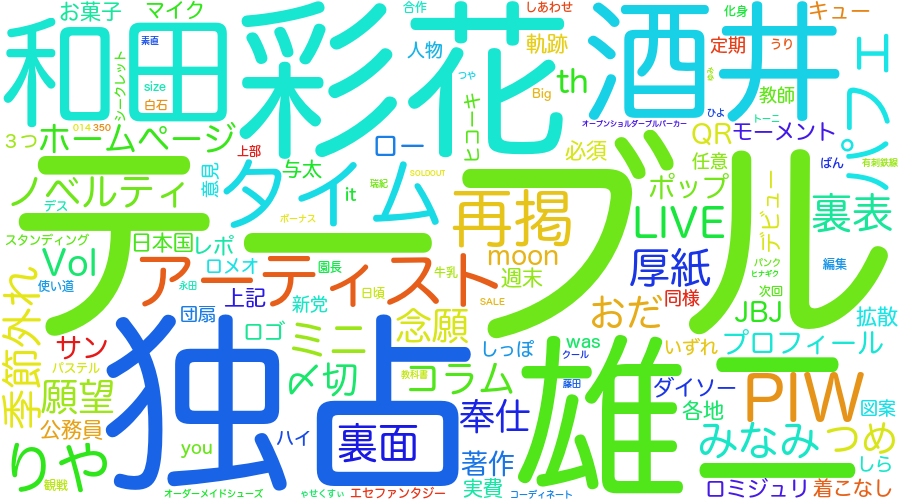 お菓子
マイク
合作
しあわせ
化身
キュー
和田
彩花
酒井
素直
シークレット
size
白石
014
350
人物
つや
軌跡
th
Big
定期
うり
教師
エレン。
ひよ
トーニ
オープンショルダーブルパーカー
3つ
ホームページ
ロー
ヒコーキ
必須
QR
モーメント
任意
ぱん
有刺鉄線
上部
与太
意見
タイム
it
瑞記
SOLDOUT
ノベルティ
デス
ボーナス
再掲
ポップ
LIVE
デビュー
裏表
スタンディング
日本国
レポ
Vol
ロメオ
園長
使い道
永田
上記
アーティスト
牛乳
moon
週末
厚紙
パンク
ヒナギク
編集
テーブル
日頃
SALE
おだ
同様
次回
JBJ
拡散
季節外れ
団扇
新党
ロゴ
ミニ
念願
サン
パステル
しっぽ
was
クール
いずれ
プロフィール
願望
〆切
教科書
コラム
藤田
ダイソー
PIW
図案
公務員
独占
雄一
you
ハイ
裏面
奉仕
各地
みなみ
つめ
りや
観戦
著作
実費
しら
オーダーメイドシューズ
やせくすぃ
エセファンタジー
コーディネート
ロミジュリ
着こなし